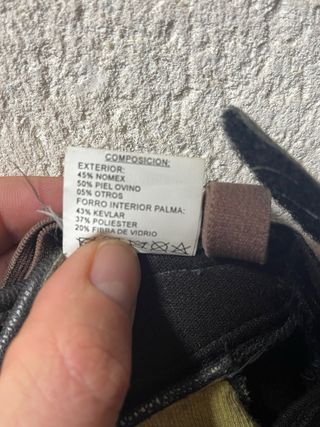 COMPOSICION:
EXTERIOR:
45% NOMEX
50% PIEL OVINO
05% OTROS
FORRO INTERIOR PALMA:
43% KEVLAR
37% POLIESTER
20% FIBRA DE VIDRIO